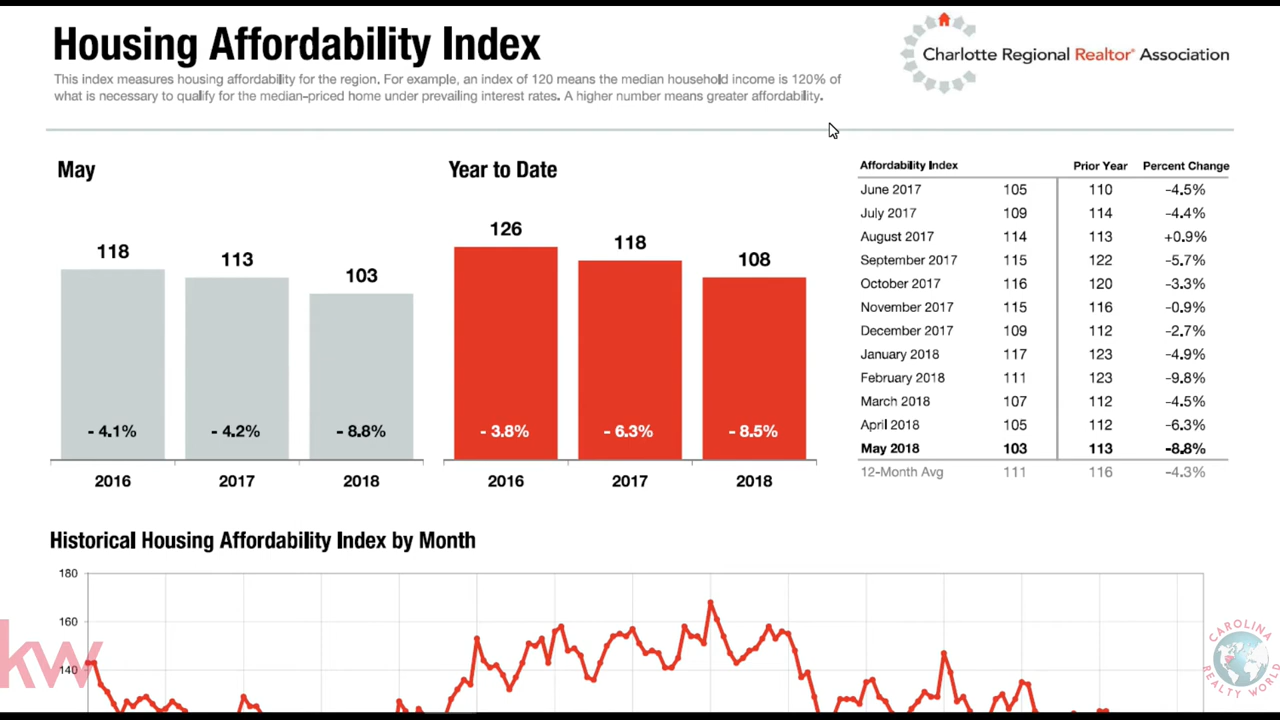 Housing Affordability Index
This index measures housing affordability for the region. For example, an index of 120 means the median household income is 120% of
what is necessary to qualify for the median-priced home under prevailing interest rates. A higher number means greater affordability.
Charlotte Regional Realtor® Association
May
118
113
103
- 4.1%
- 4.2%
- 8.8%
2016
2017
2018
Year to Date
126
118
108
- 3.8%
- 6.3%
- 8.5%
2016
2017
2018
Affordability Index Prior Year Percent Change
June 2017 105 110 -4.5%
July 2017 109 114 -4.4%
August 2017 114 113 +0.9%
September 2017 115 122 -5.7%
October 2017 116 120 -3.3%
November 2017 115 116 -0.9%
December 2017 109 112 -2.7%
January 2018 117 123 -4.9%
February 2018 111 123 -9.8%
March 2018 107 112 -4.5%
April 2018 105 112 -6.3%
May 2018 103 113 -8.8%
12-Month Avg 111 116 -4.3%
Historical Housing Affordability Index by Month
180
160
140
kw
CAROLINA
REALTY WORLD